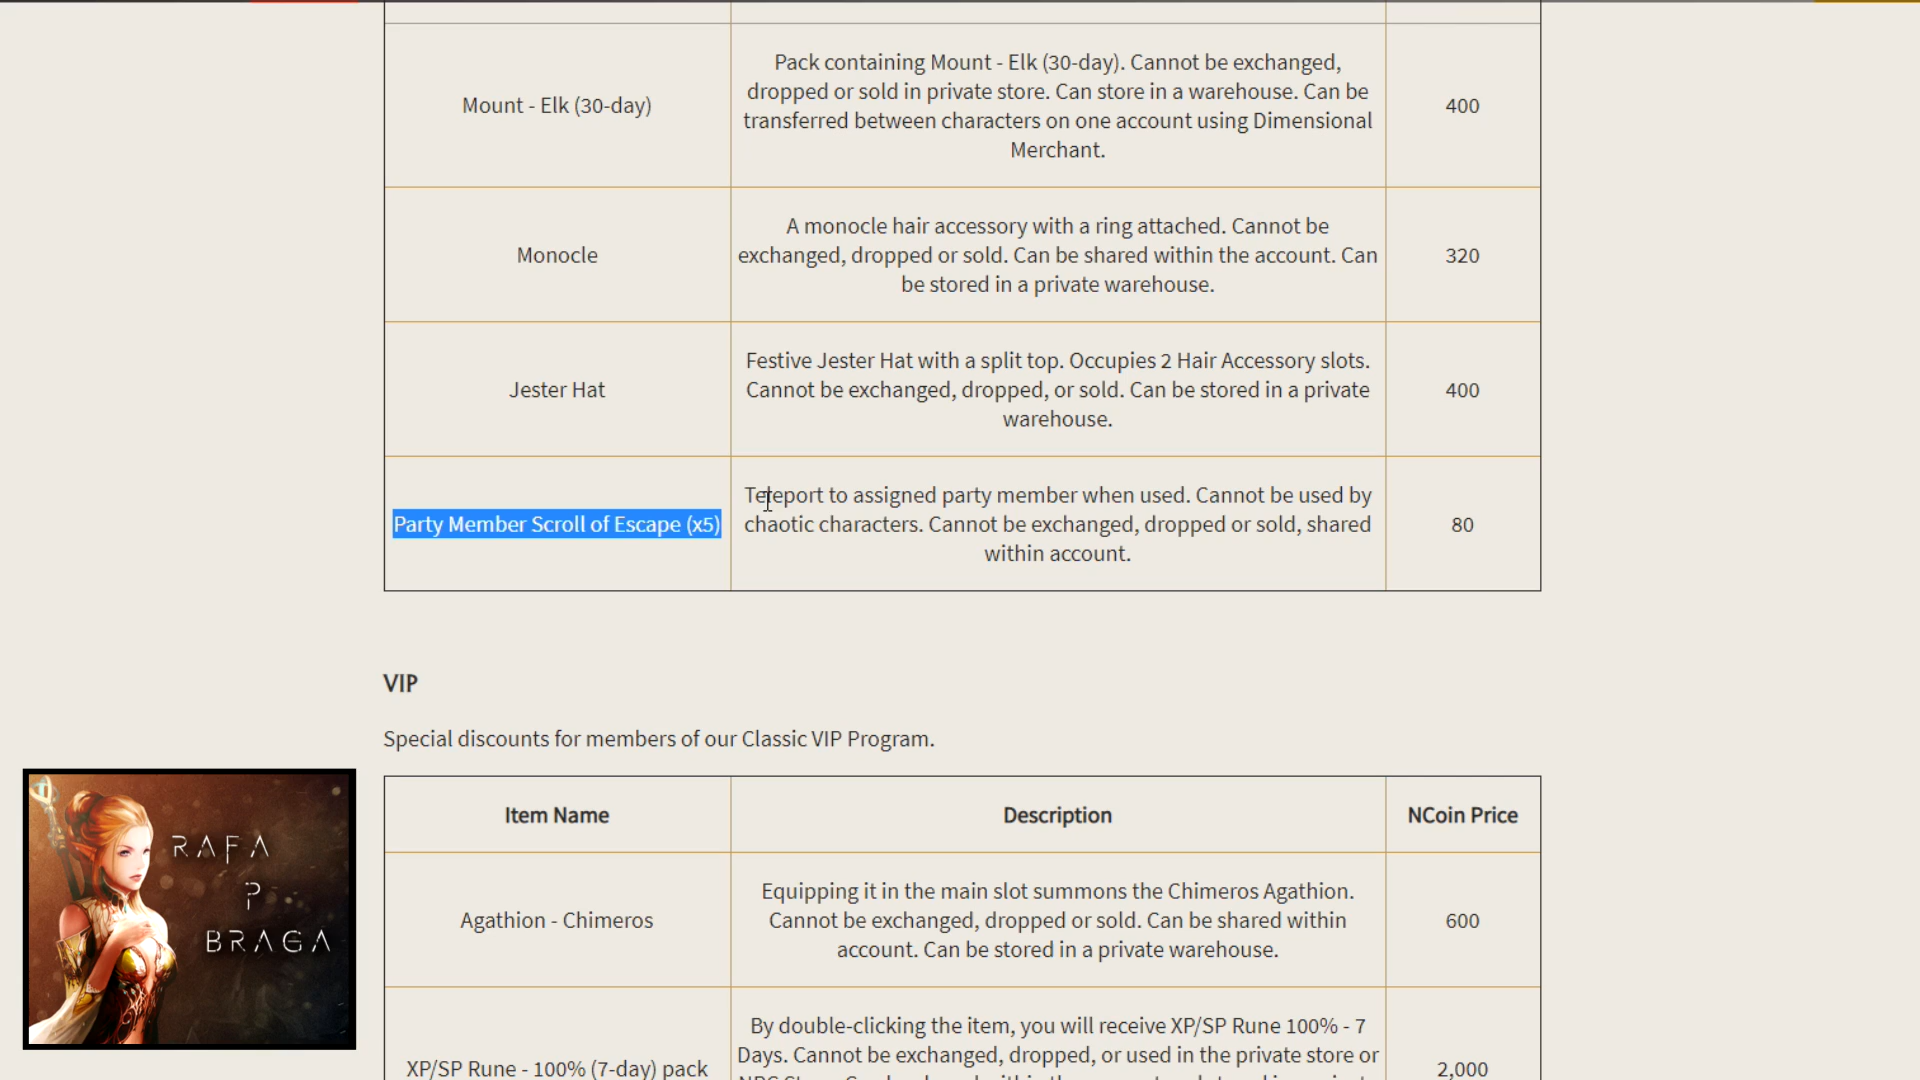 Mount - Elk (30-day)
Pack containing Mount - Elk (30-day). Cannot be exchanged,
dropped or sold in private store. Can store in a warehouse. Can be
transferred between characters on one account using Dimensional
Merchant.
400
Monocle
A monocle hair accessory with a ring attached. Cannot be
exchanged, dropped or sold. Can be shared within the account. Can
be stored in a private warehouse.
320
Jester Hat
Festive Jester Hat with a split top. Occupies 2 Hair Accessory slots.
Cannot be exchanged, dropped, or sold. Can be stored in a private
warehouse.
400
Party Member Scroll of Escape (x5)
Teleport to assigned party member when used. Cannot be used by
chaotic characters. Cannot be exchanged, dropped or sold, shared
within account.
80
VIP
Special discounts for members of our Classic VIP Program.
Item Name
Description
NCoin Price
Agathion - Chimeros
Equipping it in the main slot summons the Chimeros Agathion.
Cannot be exchanged, dropped or sold. Can be shared within
account. Can be stored in a private warehouse.
600
XP/SP Rune - 100% (7-day) pack
By double-clicking the item, you will receive XP/SP Rune 100% - 7
Days. Cannot be exchanged, dropped, or used in the private store or
2,000
RAFA
P
BRAGA